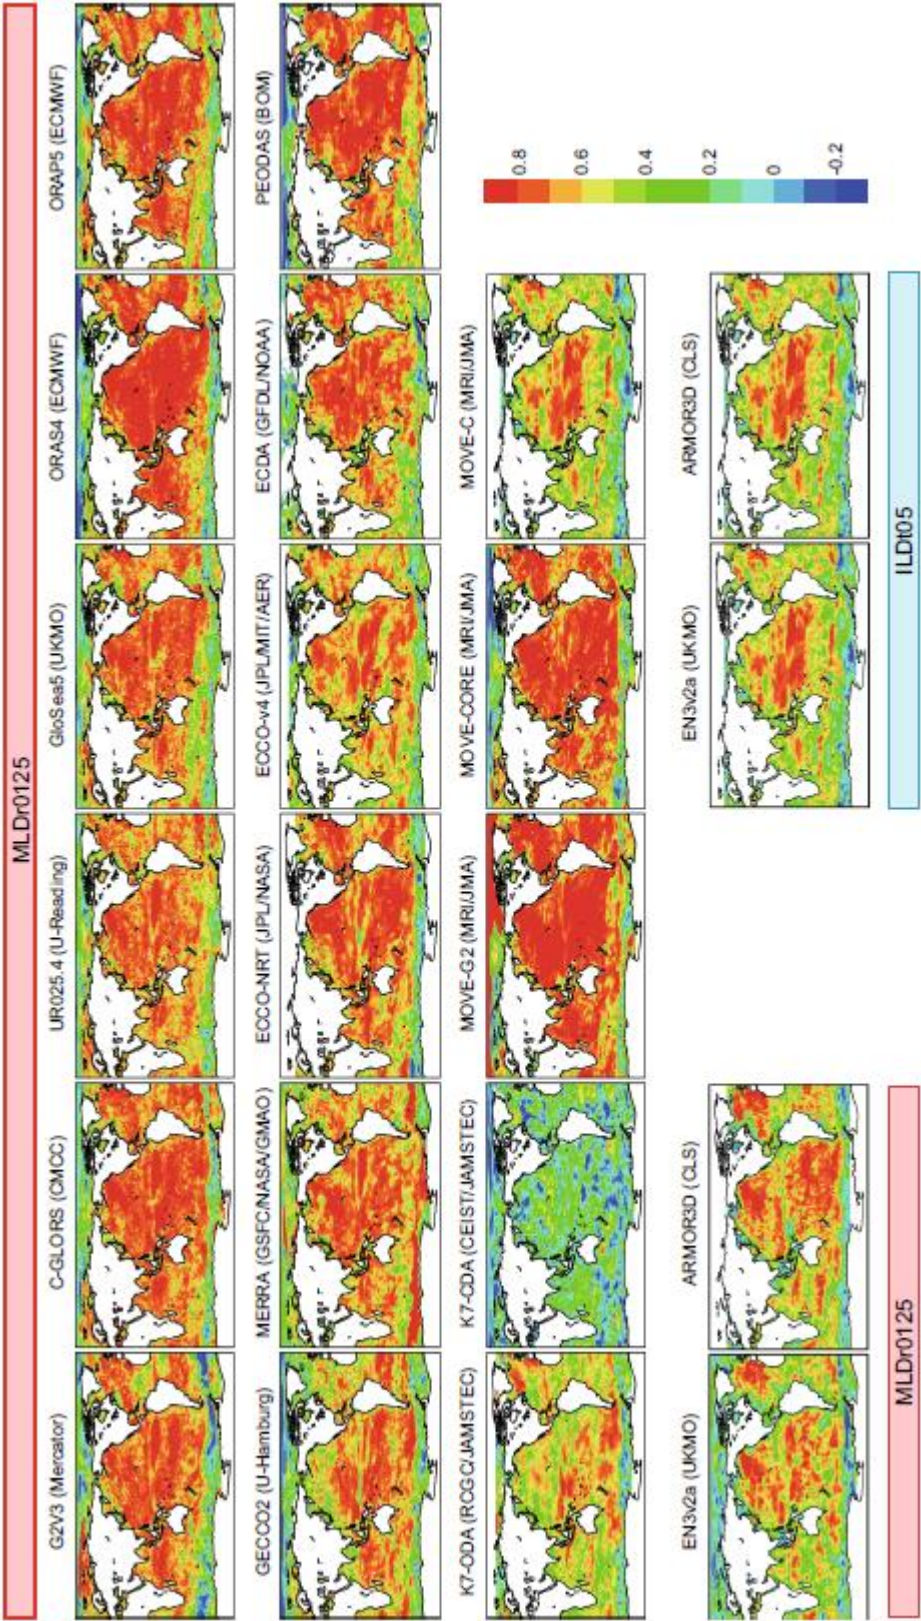 MLDr0125
G2V3 (Mercator)
C-GLORS (CMCC)
UR025.4 (U-Reading)
GloSea5 (UKMO)
ORAS4 (ECMWF)
ORAP5 (ECMWF)
GECCO2 (U-Hamburg)
MERRA (GSFC/NASA/GMAO)
ECCO-NRT (JPL/NASA)
ECCO-v4 (JPL/MIT/AER)
ECDA (GFDL/NOAA)
PEODAS (BOM)
K7-ODA (RCGC/JAMSTEC)
K7-CDA (CEIST/JAMSTEC)
MOVE-G2 (MRI/JMA)
MOVE-CORE (MRI/JMA)
MOVE-C (MRI/JMA)
0.8
0.6
0.4
0.2
0
-0.2
EN3v2a (UKMO)
ARMOR3D (CLS)
EN3v2a (UKMO)
ARMOR3D (CLS)
MLDr0125
ILDt05